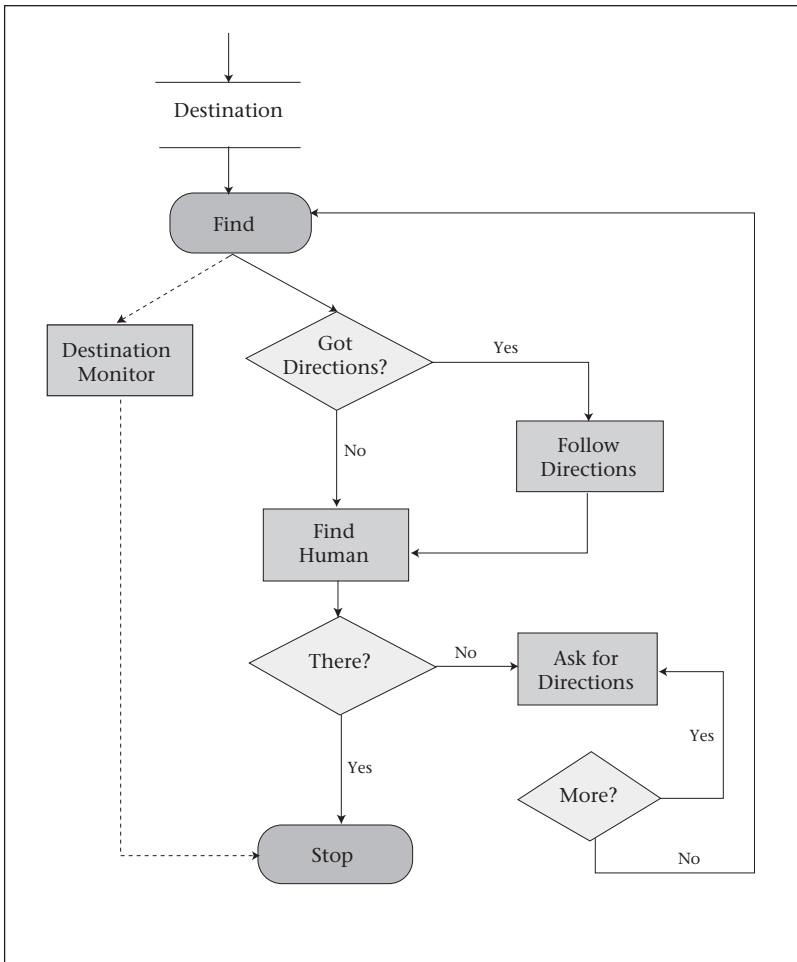 Destination
Find
Destination
Monitor
Got
Directions?
Yes
No
Follow
Directions
Find
Human
There?
No
Ask for
Directions
Yes
Yes
More?
No
Stop